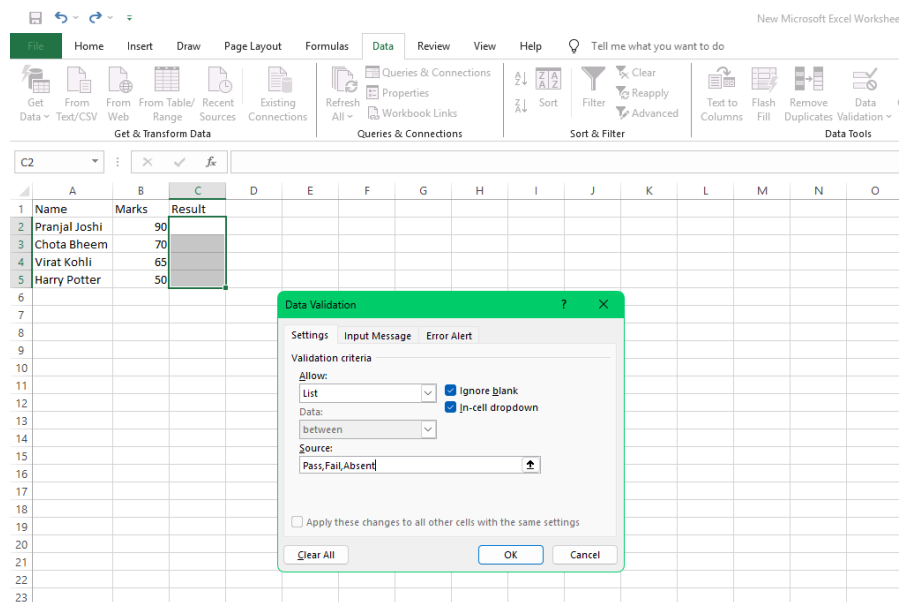 New Microsoft Excel Workshee
File Home Insert Draw Page Layout Formulas Data Review View Help Tell me what you want to do
Queries & Connections Clear
Properties Reapply
Workbook Links Advanced
Get From From From Table/ Recent Existing Refresh Sort Filter Text to Flash Remove Data
Data Text/CSV Web Range Sources Connections All Columns Fill Duplicates Validation
Get & Transform Data Queries & Connections Sort & Filter Data Tools
C2 fx
A B C D E F G H I J K L M N O
1 Name Marks Result
2 Pranjal Joshi 90
3 Chota Bheem 70
4 Virat Kohli 65
5 Harry Potter 50
6
7
8
9
10
11
12
13
14
15
16
17
18
19
20
21
22
23
Data Validation ?
Settings Input Message Error Alert
Validation criteria
Allow:
List Ignore blank
In-cell dropdown
Data:
between
Source:
Pass,Fail,Absent
Apply these changes to all other cells with the same settings
Clear All OK Cancel